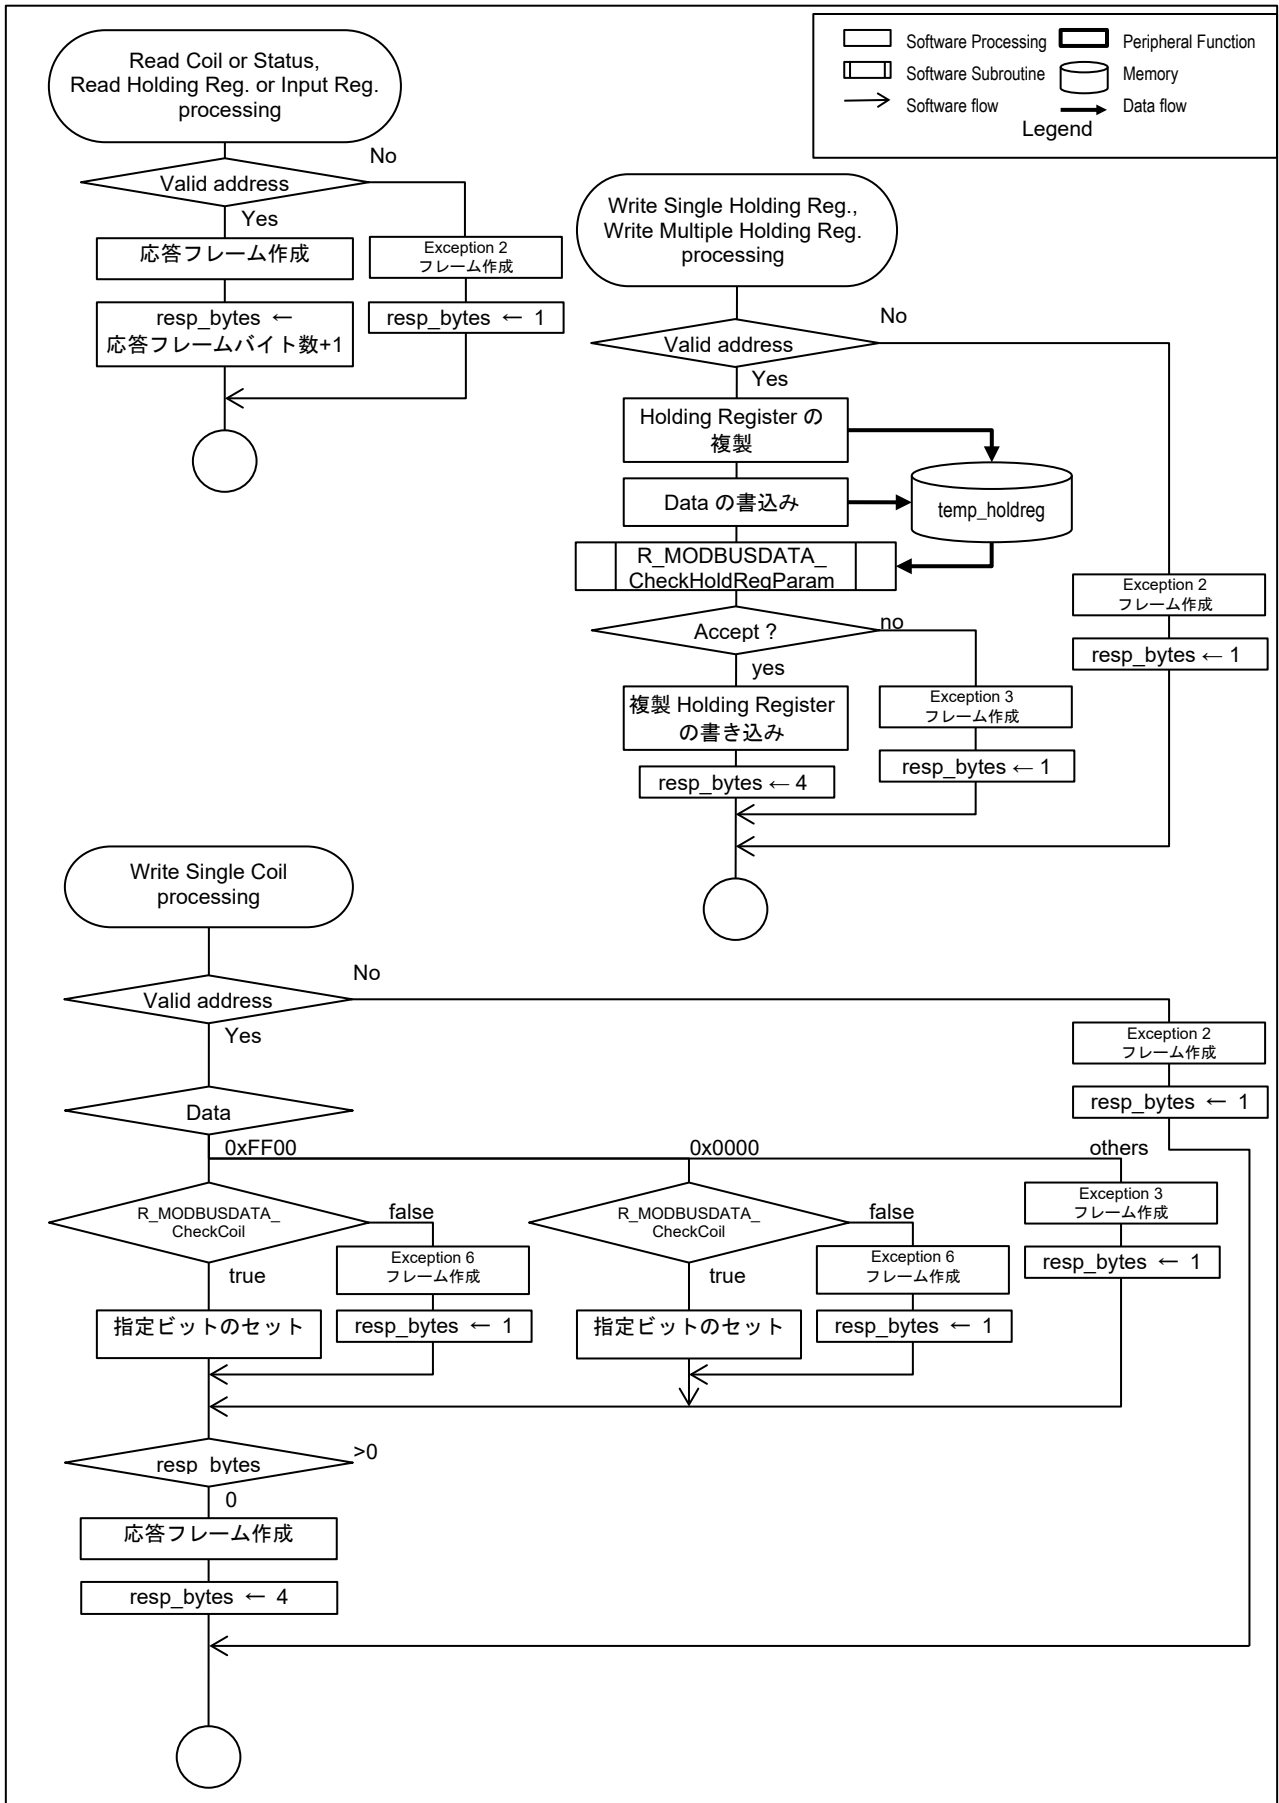 Read Coil or Status,
Read Holding Reg. or Input Reg.
processing
Valid address
No
Yes
応答フレーム作成
Exception 2
フレーム作成
resp_bytes ←
応答フレームバイト数+1
resp_bytes ← 1
Software Processing
Peripheral Function
Software Subroutine
Memory
Software flow
Data flow
Legend
Write Single Holding Reg.,
Write Multiple Holding Reg.
processing
Valid address
No
Yes
Holding Register の
複製
Data の書込み
temp_holdreg
R_MODBUSDATA_
CheckHoldRegParam
Accept ?
no
yes
Exception 2
フレーム作成
resp_bytes ← 1
複製 Holding Register
の書き込み
Exception 3
フレーム作成
resp_bytes ← 4
resp_bytes ← 1
Write Single Coil
processing
Valid address
No
Yes
Exception 2
フレーム作成
resp_bytes ← 1
Data
0xFF00
0x0000
others
R_MODBUSDATA_
CheckCoil
false
true
Exception 6
フレーム作成
指定ビットのセット
resp_bytes ← 1
R_MODBUSDATA_
CheckCoil
false
true
Exception 6
フレーム作成
指定ビットのセット
resp_bytes ← 1
Exception 3
フレーム作成
resp_bytes ← 1
resp_bytes
>0
0
応答フレーム作成
resp_bytes ← 4